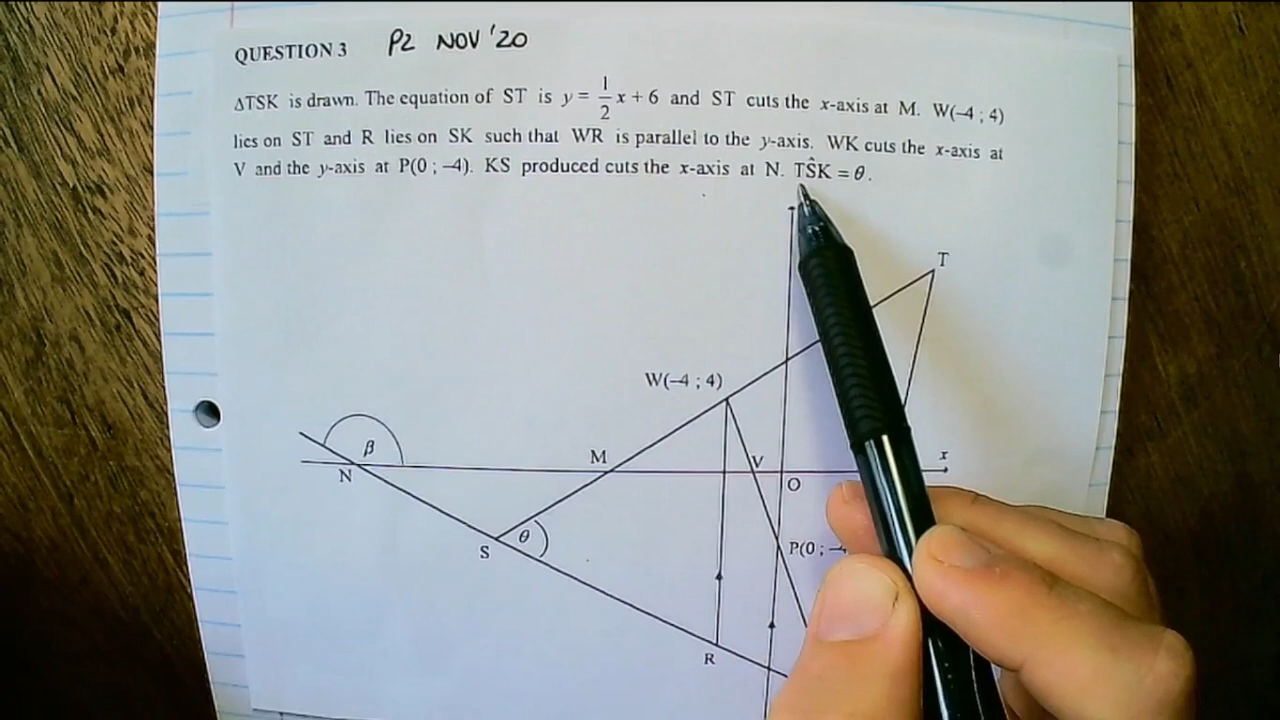 QUESTION 3 P2 NOV '20
ΔTSK is drawn. The equation of ST is y = 1/2 x + 6 and ST cuts the x-axis at M. W(–4 ; 4)
lies on ST and R lies on SK such that WR is parallel to the y-axis. WK cuts the x-axis at
V and the y-axis at P(0 ; –4). KS produced cuts the x-axis at N. TŜK = θ.
T
W(–4 ; 4)
β
M
V
x
N
O
θ
S
P(0 ; –4
R